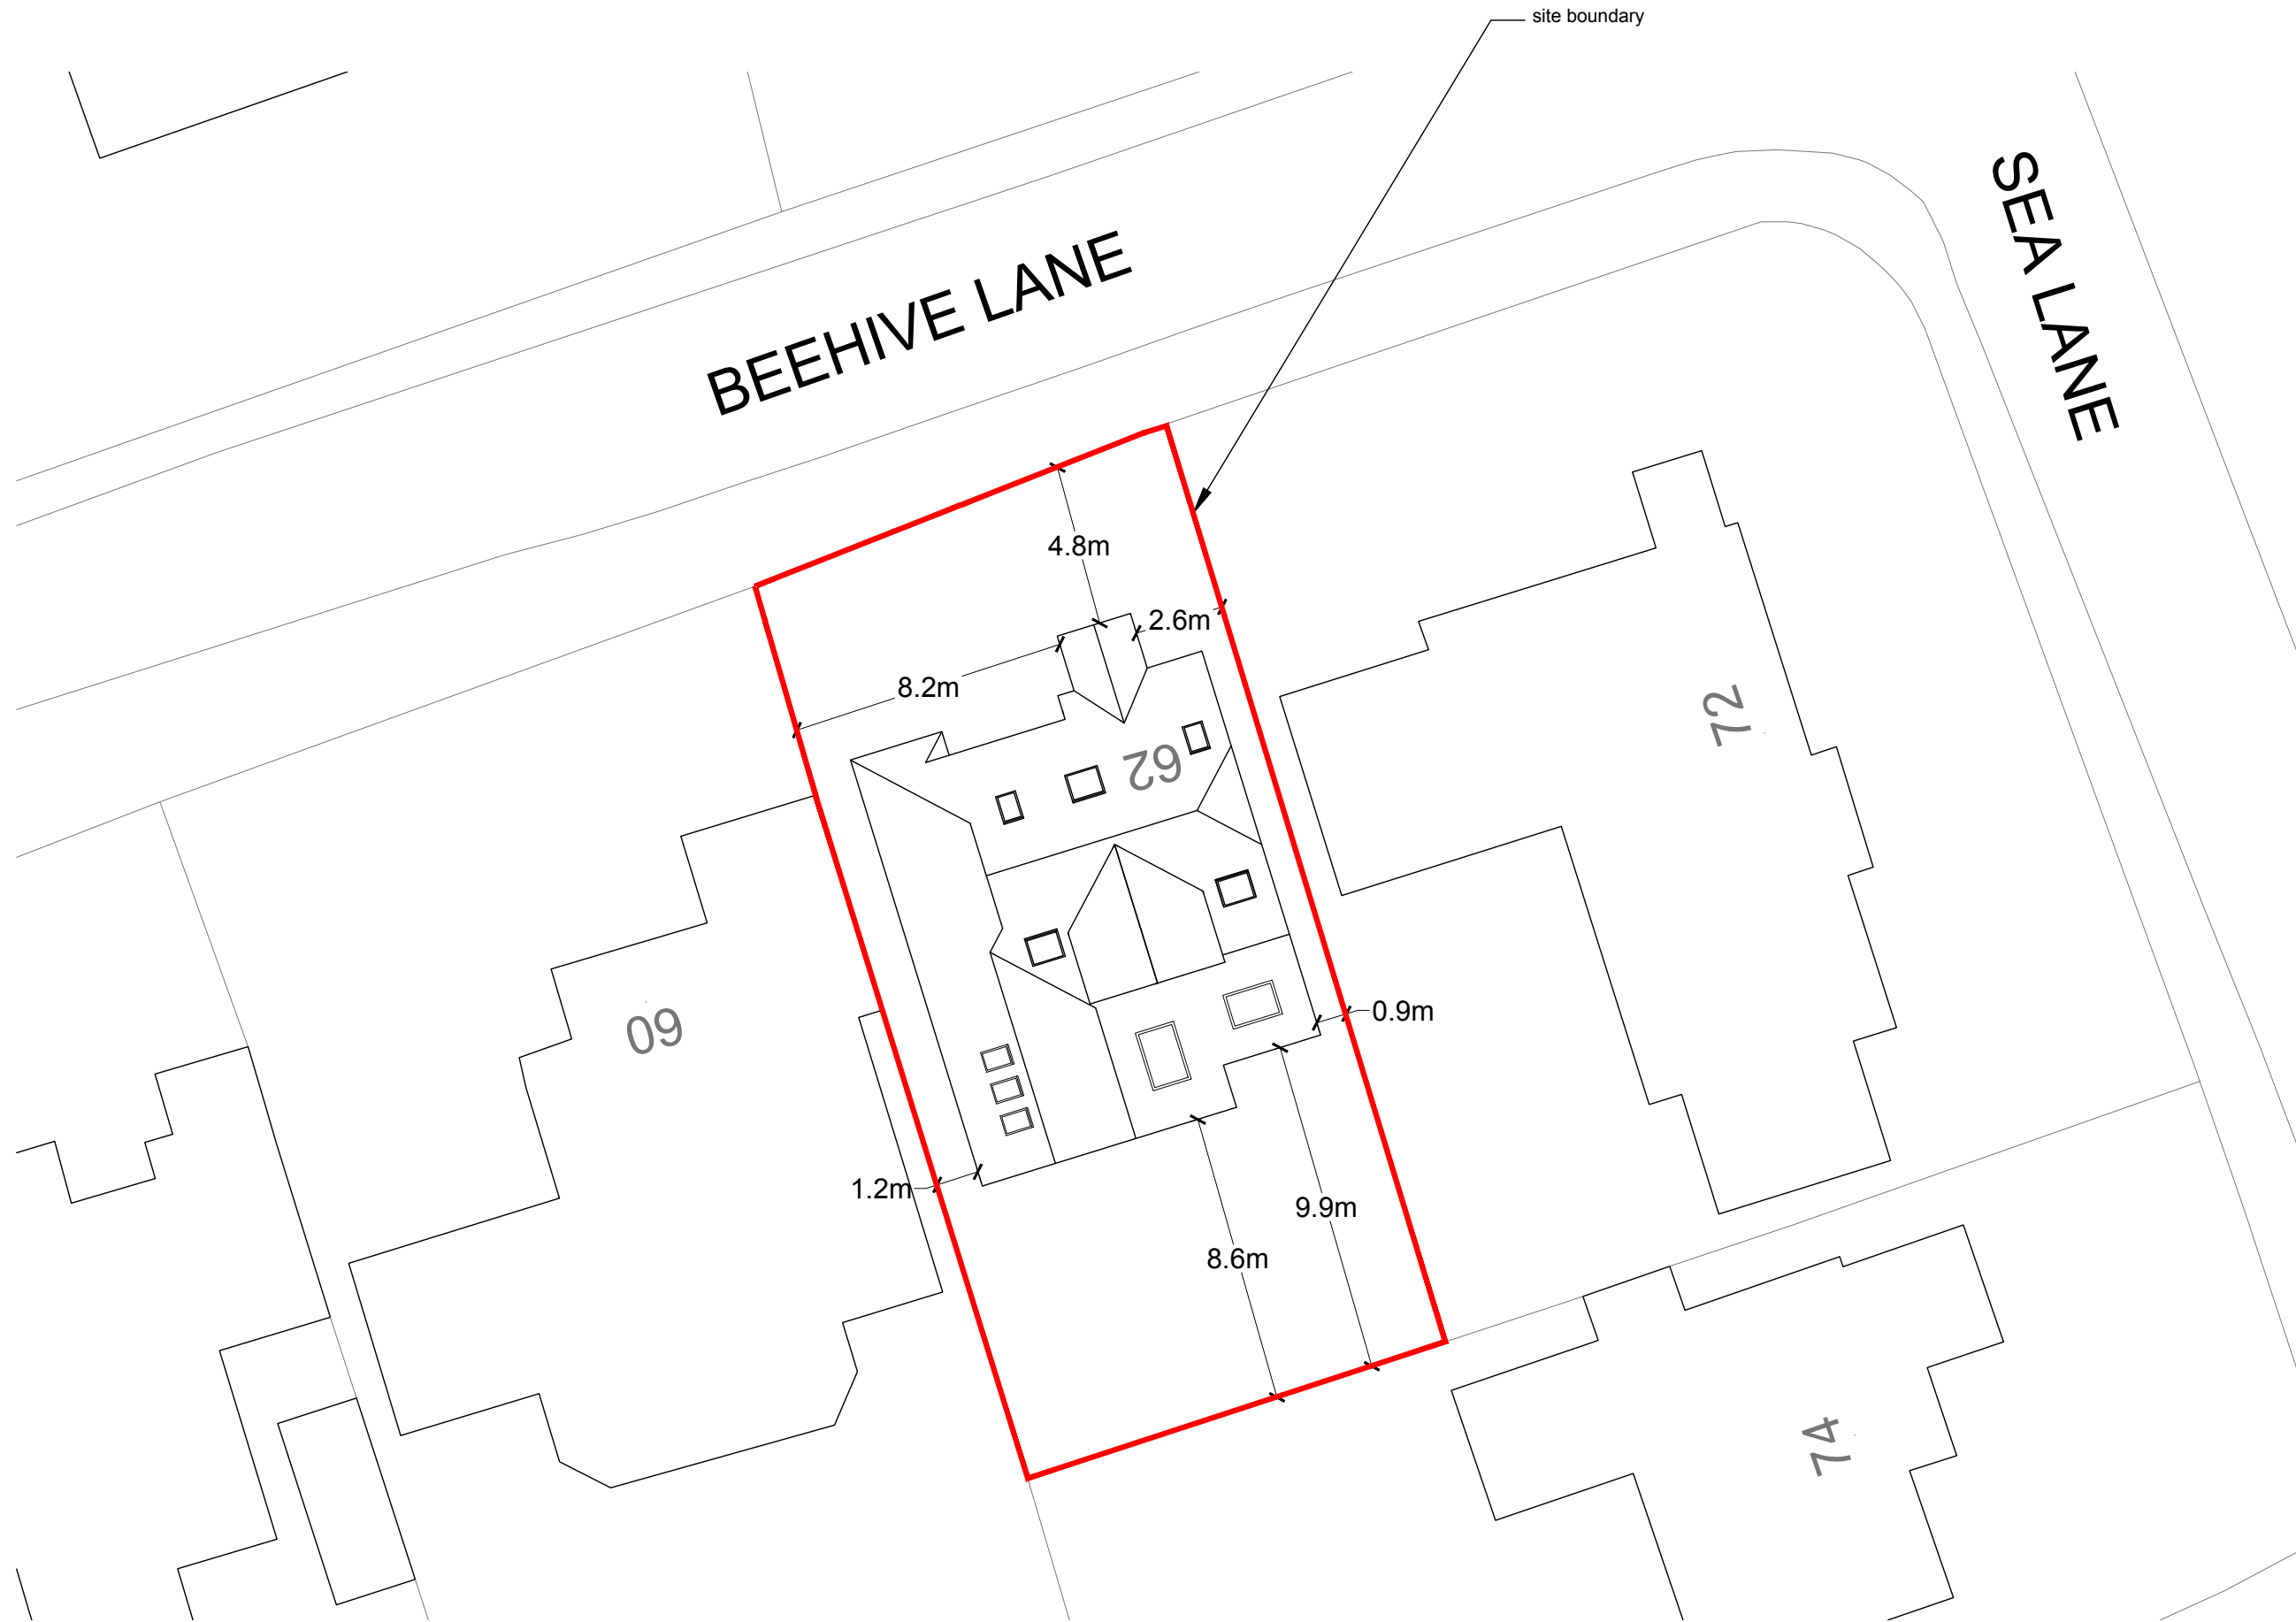 site boundary
SEA LANE
BEEHIVE LANE
4.8m
2.6m
8.2m
62
72
60
0.9m
1.2m
9.9m
8.6m
74